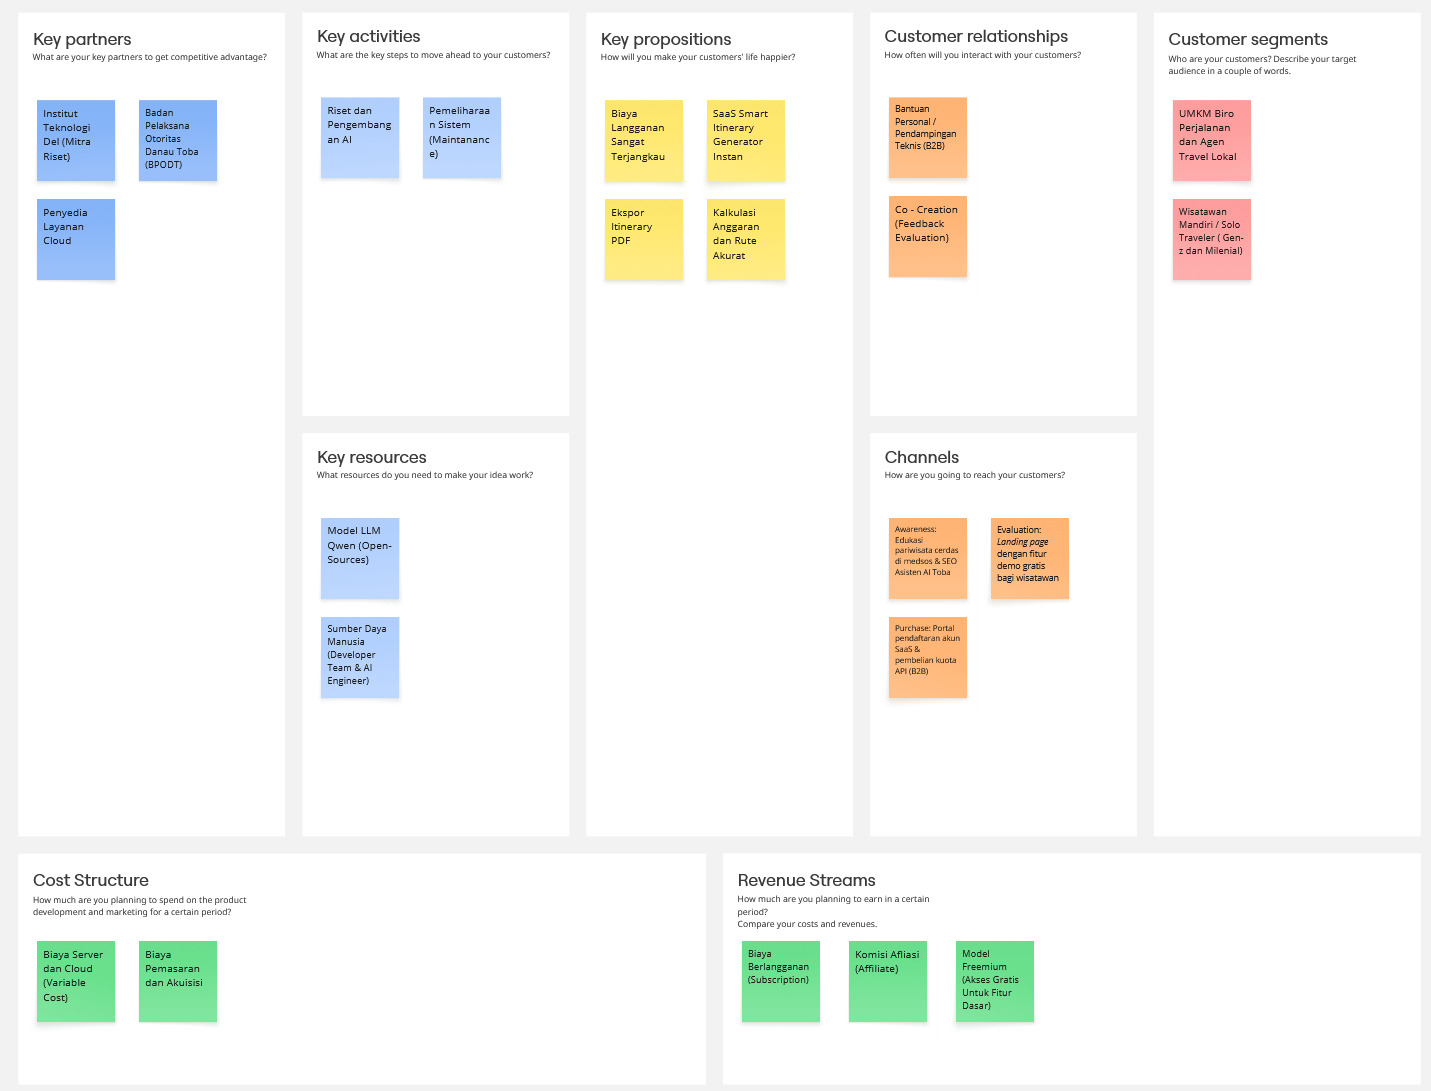 Key partners
What are your key partners to get competitive advantage?
Institut
Teknologi
Del (Mitra
Riset)
Badan
Pelaksana
Otoritas
Danau Toba
(BPODT)
Penyedia
Layanan
Cloud
Key activities
What are the key steps to move ahead to your customers?
Riset dan
Pengembang
an AI
Pemeliharaa
n Sistem
(Maintananc
e)
Key resources
What resources do you need to make your idea work?
Model LLM
Qwen (Open-
Sources)
Sumber Daya
Manusia
(Developer
Team & AI
Engineer)
Key propositions
How will you make your customers' life happier?
Biaya
Langganan
Sangat
Terjangkau
SaaS Smart
Itinerary
Generator
Instan
Ekspor
Itinerary
PDF
Kalkulasi
Anggaran
dan Rute
Akurat
Customer relationships
How often will you interact with your customers?
Bantuan
Personal /
Pendampingan
Teknis (B2B)
Co - Creation
(Feedback
Evaluation)
Channels
How are you going to reach your customers?
Awareness:
Edukasi
pariwisata cerdas
di medsos & SEO
Asisten AI Toba
Evaluation:
Landing page
dengan fitur
demo gratis
bagi wisatawan
Purchase: Portal
pendaftaran akun
SaaS &
pembelian kuota
API (B2B)
Customer segments
Who are your customers? Describe your target
audience in a couple of words.
UMKM Biro
Perjalanan
dan Agen
Travel Lokal
Wisatawan
Mandiri / Solo
Traveler ( Gen-
z dan Milenial)
Cost Structure
How much are you planning to spend on the product
development and marketing for a certain period?
Biaya Server
dan Cloud
(Variable
Cost)
Biaya
Pemasaran
dan Akuisisi
Revenue Streams
How much are you planning to earn in a certain
period?
Compare your costs and revenues.
Biaya
Berlangganan
(Subscription)
Komisi Afliasi
(Affiliate)
Model
Freemium
(Akses Gratis
Untuk Fitur
Dasar)